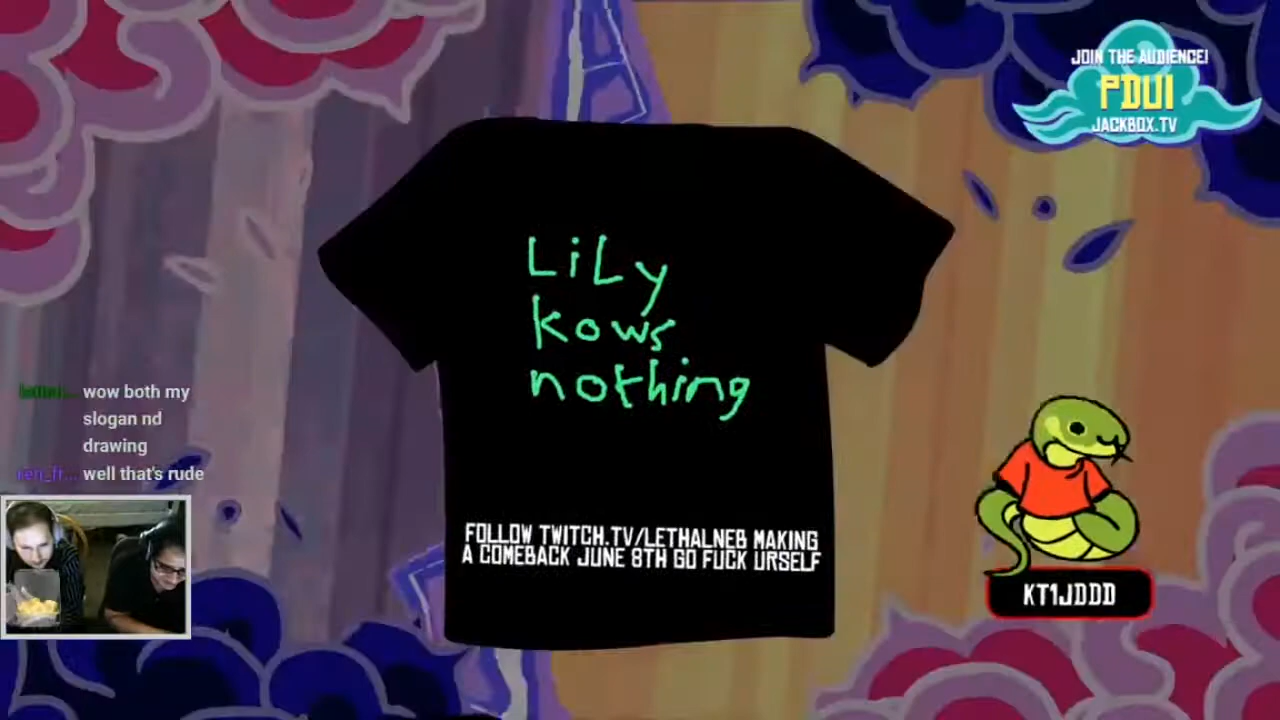 JOIN THE AUDIENCE!
PDUI
JACKBOX.TV
LiLy
kows
nothing
wow both my
slogan nd
drawing
well that's rude
FOLLOW TWITCH.TV/LETHALNEB MAKING
A COMEBACK JUNE 8TH GO FUCK URSELF
KT1JDDD